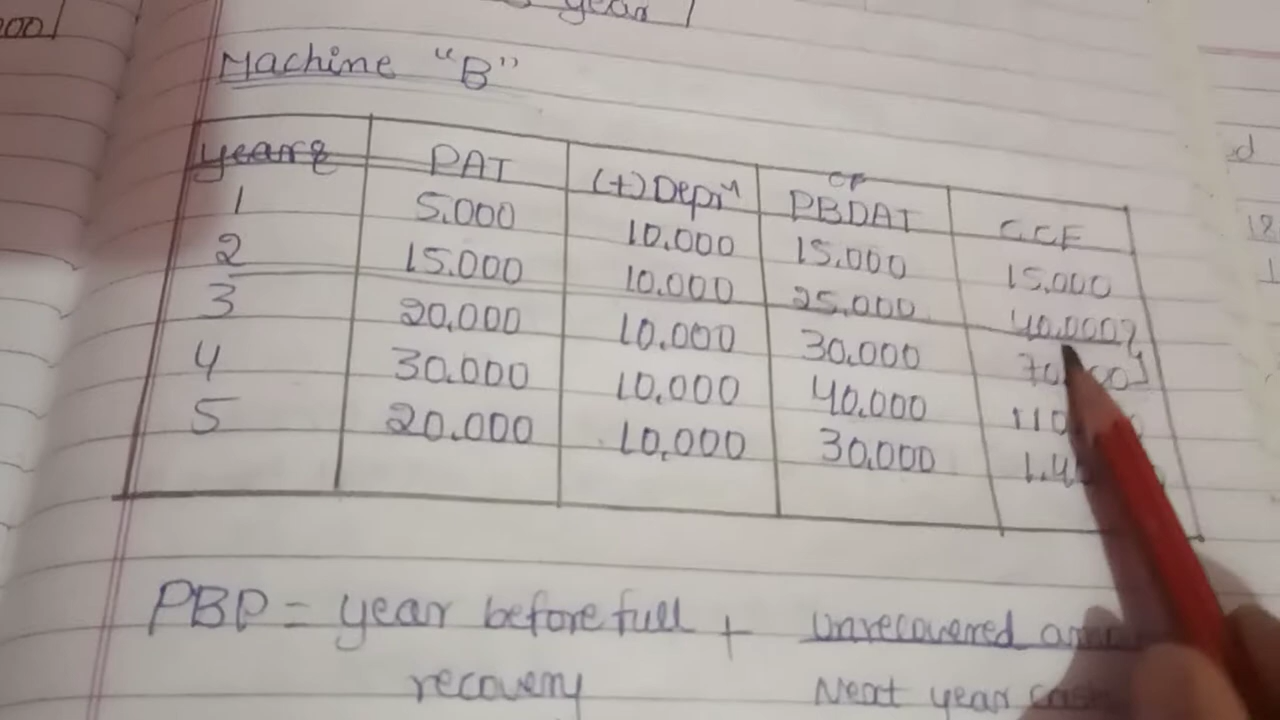 year
Machine "B"
years PAT (+) Depn CF PBDAT C.C.F
1 5.000 10.000 15.000 15.000
2 15.000 10.000 25.000 40.000
3 20,000 10.000 30.000
4 30.000 10,000 40.000
5 20.000 10,000 30,000
PBP = year before full + unrecovered
recovery Next year